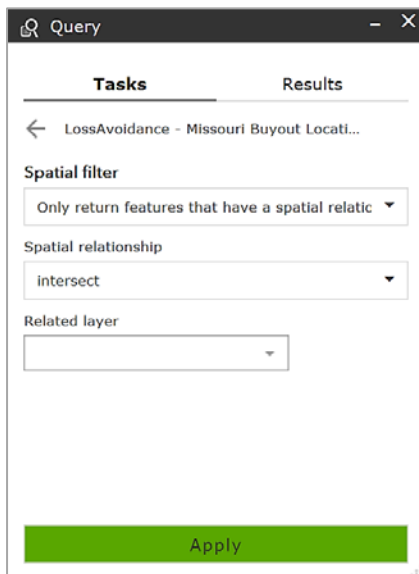 Query
Tasks Results
LossAvoidance - Missouri Buyout Locati...
Spatial filter
Only return features that have a spatial relatic
Spatial relationship
intersect
Related layer
Apply